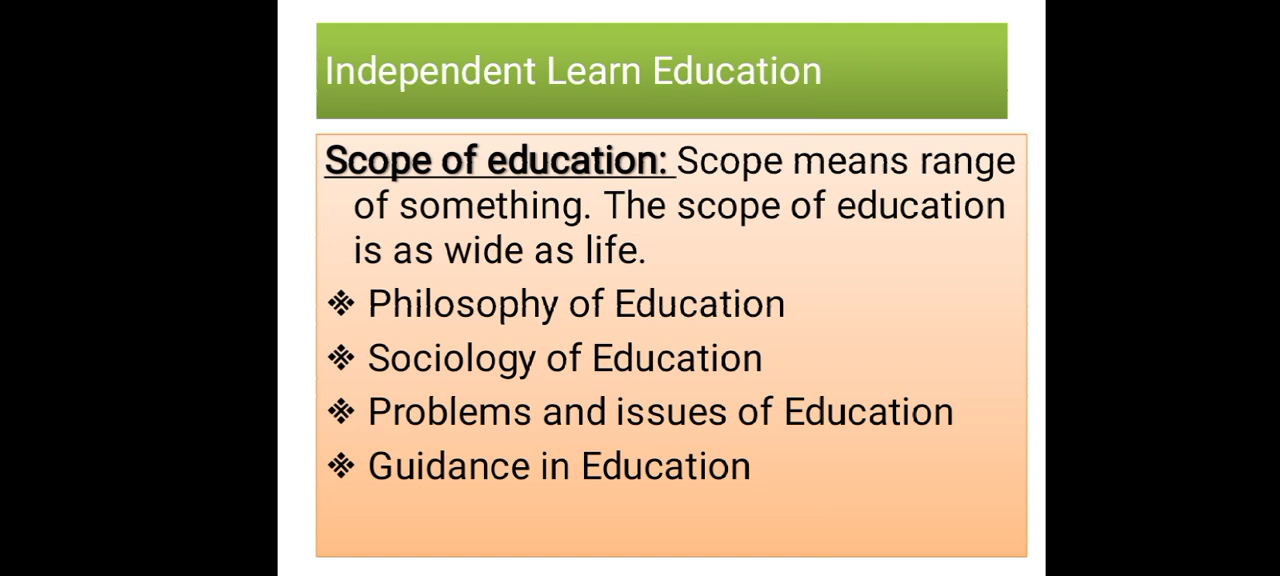 Independent Learn Education
Scope of education: Scope means range
of something. The scope of education
is as wide as life.
❖ Philosophy of Education
❖ Sociology of Education
❖ Problems and issues of Education
❖ Guidance in Education